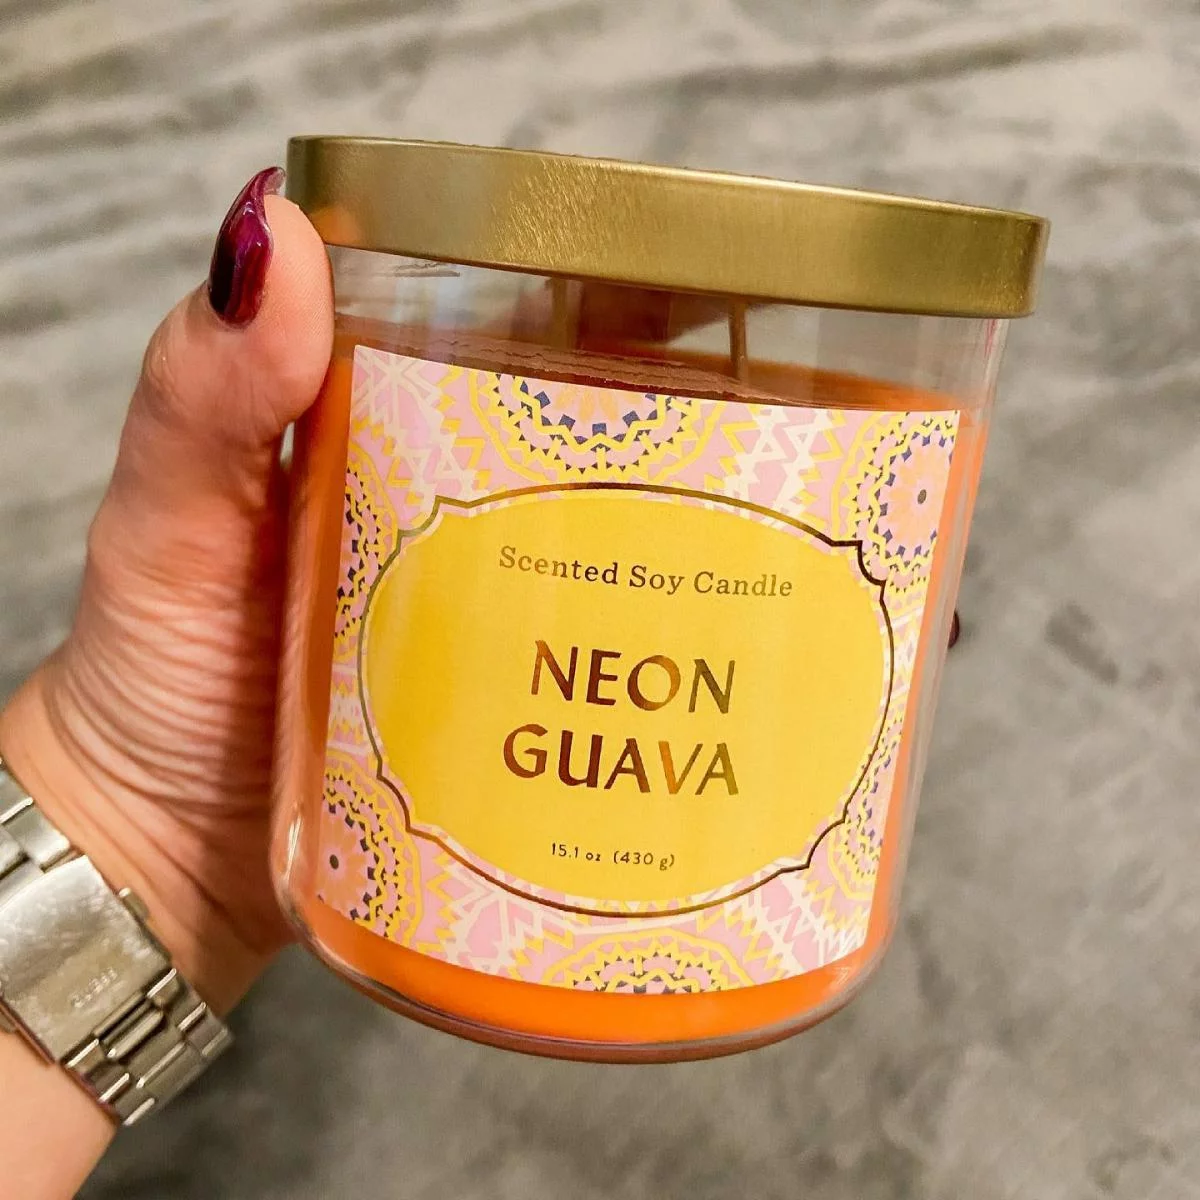 Scented Soy Candle
NEON
GUAVA
15.1 oz (430 g)